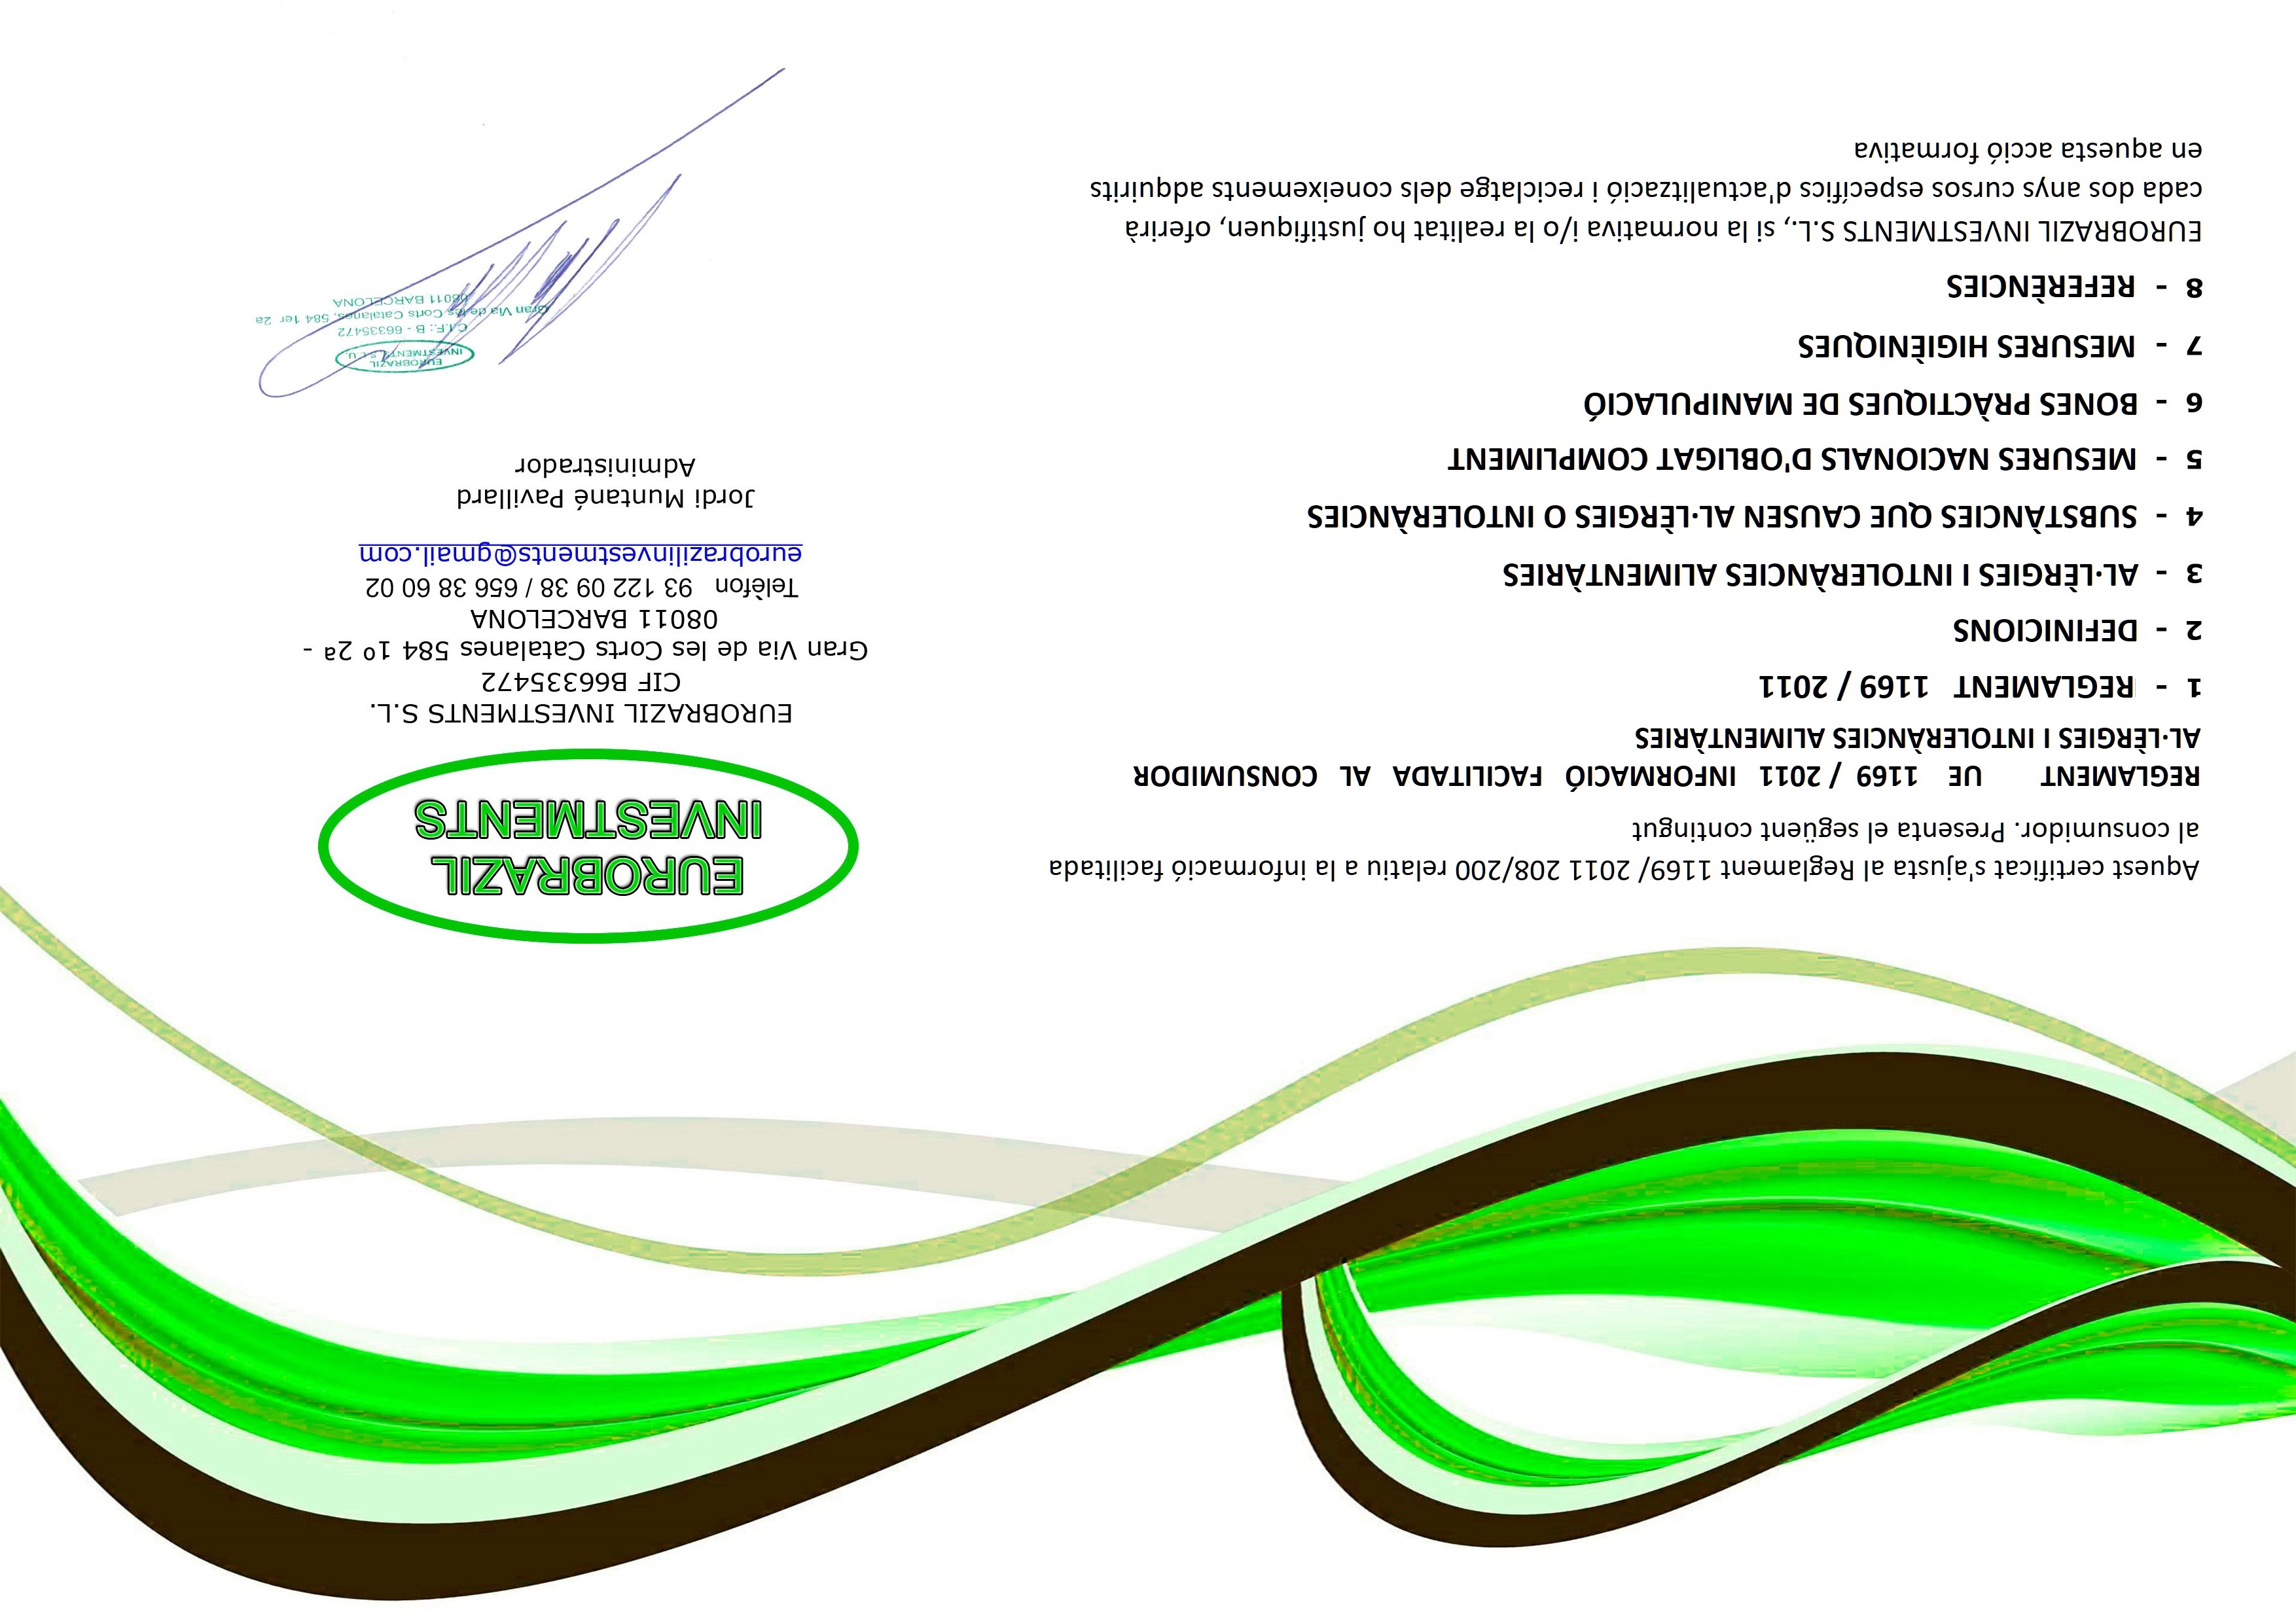 Aquest certificat s'ajusta al Reglament 1169/ 2011 208/200 relatiu a la informació facilitada
al consumidor. Presenta el següent contingut
REGLAMENT UE 1169 / 2011 INFORMACIÓ FACILITADA AL CONSUMIDOR
AL·LÈRGIES I INTOLERÀNCIES ALIMENTÀRIES
1 - REGLAMENT 1169 / 2011
2 - DEFINICIONS
3 - AL·LÈRGIES I INTOLERÀNCIES ALIMENTÀRIES
4 - SUBSTÀNCIES QUE CAUSEN AL·LÈRGIES O INTOLERÀNCIES
5 - MESURES NACIONALS D'OBLIGAT COMPLIMENT
6 - BONES PRÀCTIQUES DE MANIPULACIÓ
7 - MESURES HIGIÈNIQUES
8 - REFERÈNCIES
EUROBRAZIL INVESTMENTS S.L., si la normativa i/o la realitat ho justifiquen, oferirà
cada dos anys cursos específics d'actualització i reciclatge dels coneixements adquirits
en aquesta acció formativa
EUROBRAZIL
INVESTMENTS
EUROBRAZIL INVESTMENTS S.L.
CIF B66335472
Gran Via de les Corts Catalanes 584 1º 2ª -
08011 BARCELONA
Telèfon 93 122 09 38 / 656 38 60 02
eurobrazilinvestments@gmail.com
Jordi Muntané Pavillard
Administrador
EUROBRAZIL
INVESTMENTS S.L.U.
C.I.F.: B - 66335472
Gran Via de les Corts Catalanes, 584 1er 2a
08011 BARCELONA